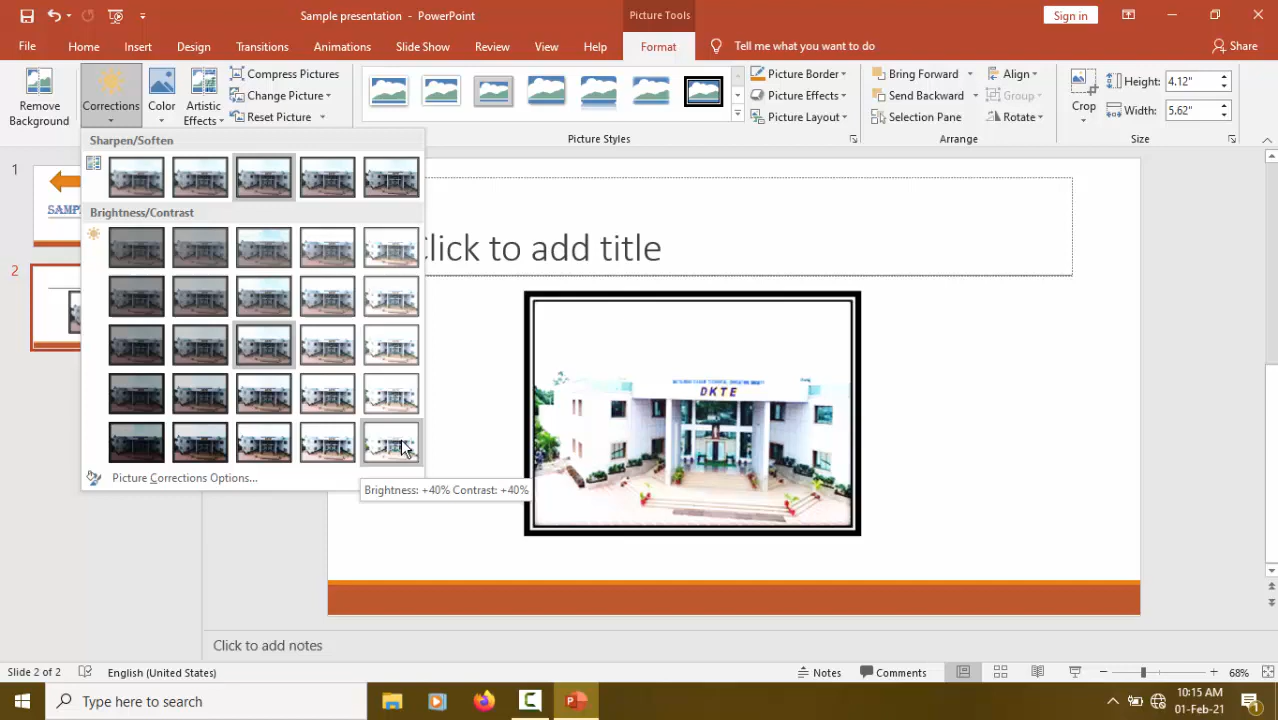 Sample presentation - PowerPoint
Picture Tools
Sign in
File Home Insert Design Transitions Animations Slide Show Review View Help Format Tell me what you want to do Share
Remove Background
Corrections
Color
Artistic Effects
Compress Pictures
Change Picture
Reset Picture
Picture Border
Picture Effects
Picture Layout
Picture Styles
Bring Forward
Send Backward
Selection Pane
Align
Group
Rotate
Arrange
Crop
Height: 4.12"
Width: 5.62"
Size
Sharpen/Soften
Brightness/Contrast
Picture Corrections Options...
Brightness: +40% Contrast: +40%
1
SAMP
2
Click to add title
DKTE
Click to add notes
Slide 2 of 2 English (United States) Notes Comments 68%
Type here to search
10:15 AM
01-Feb-21
1